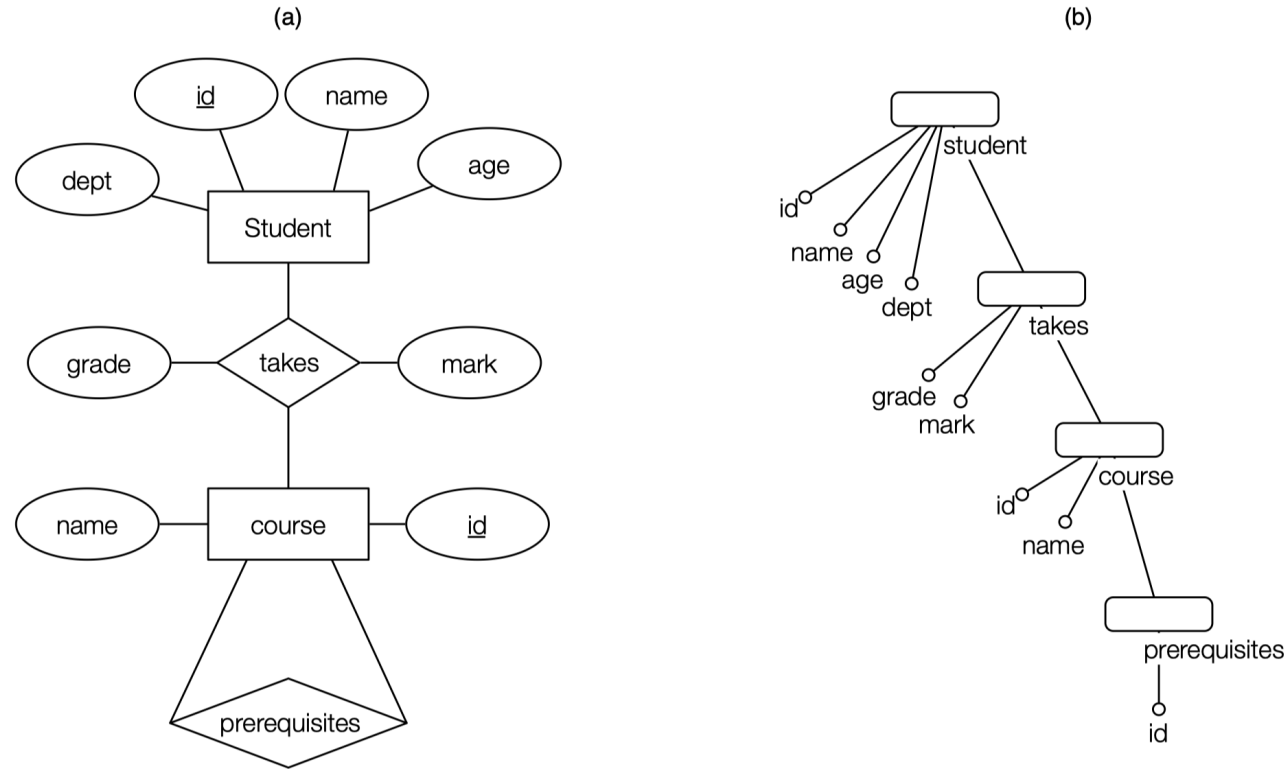 (a)
id
name
dept
age
Student
grade
takes
mark
name
course
id
prerequisites
(b)
student
id
name
age
dept
takes
grade
mark
course
id
name
prerequisites
id